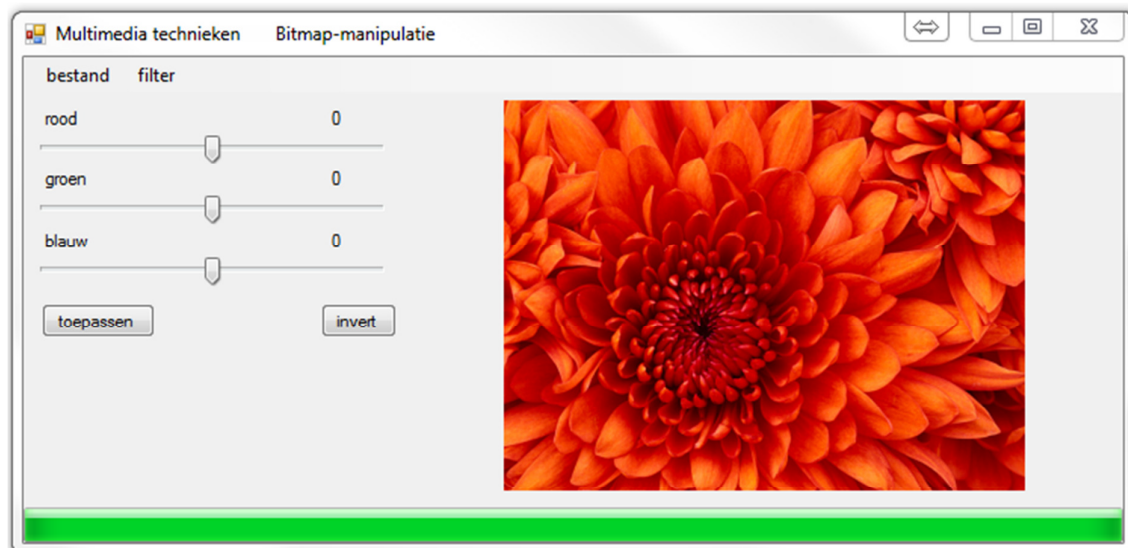 Multimedia technieken Bitmap-manipulatie
bestand filter
rood 0
groen 0
blauw 0
toepassen invert